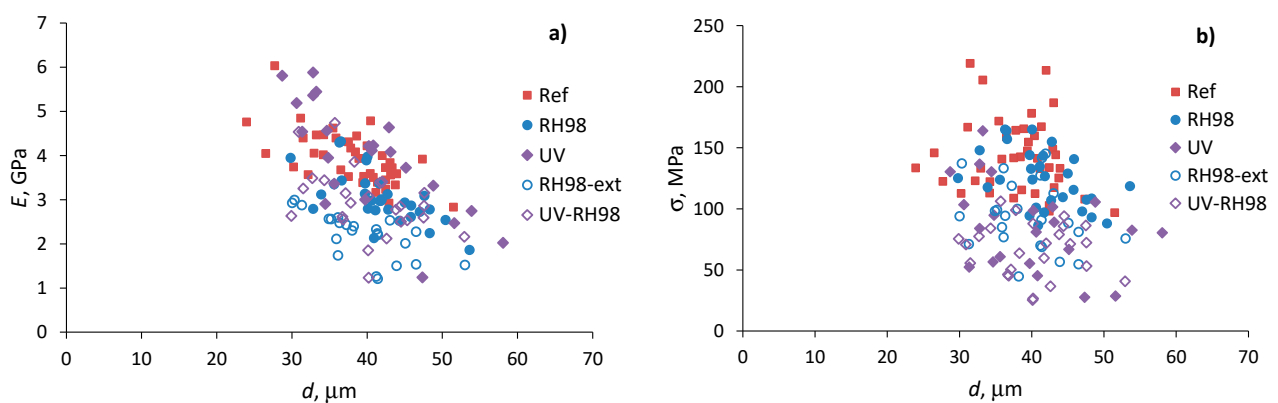 a)
E, GPa
7
6
5
4
3
2
1
0
0 10 20 30 40 50 60 70
d, μm
Ref
RH98
UV
RH98-ext
UV-RH98
b)
σ, MPa
250
200
150
100
50
0
0 10 20 30 40 50 60 70
d, μm
Ref
RH98
UV
RH98-ext
UV-RH98